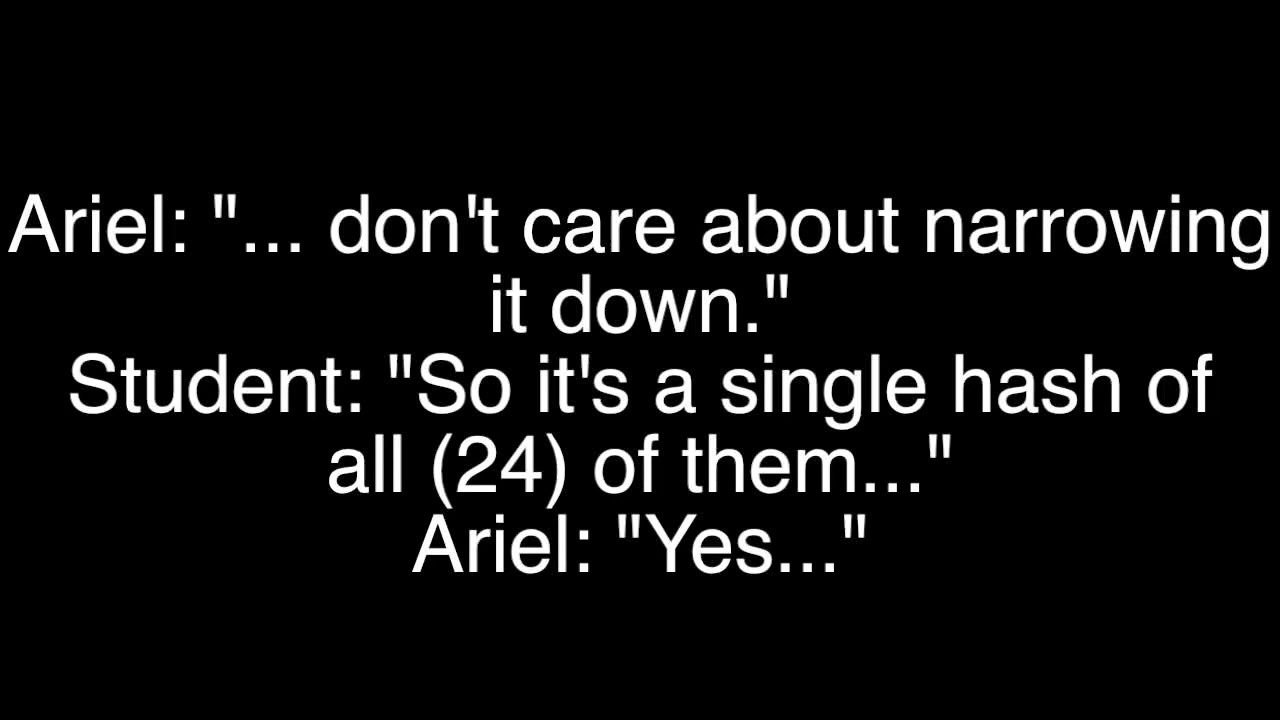 Ariel: "... don't care about narrowing
it down."
Student: "So it's a single hash of
all (24) of them..."
Ariel: "Yes..."